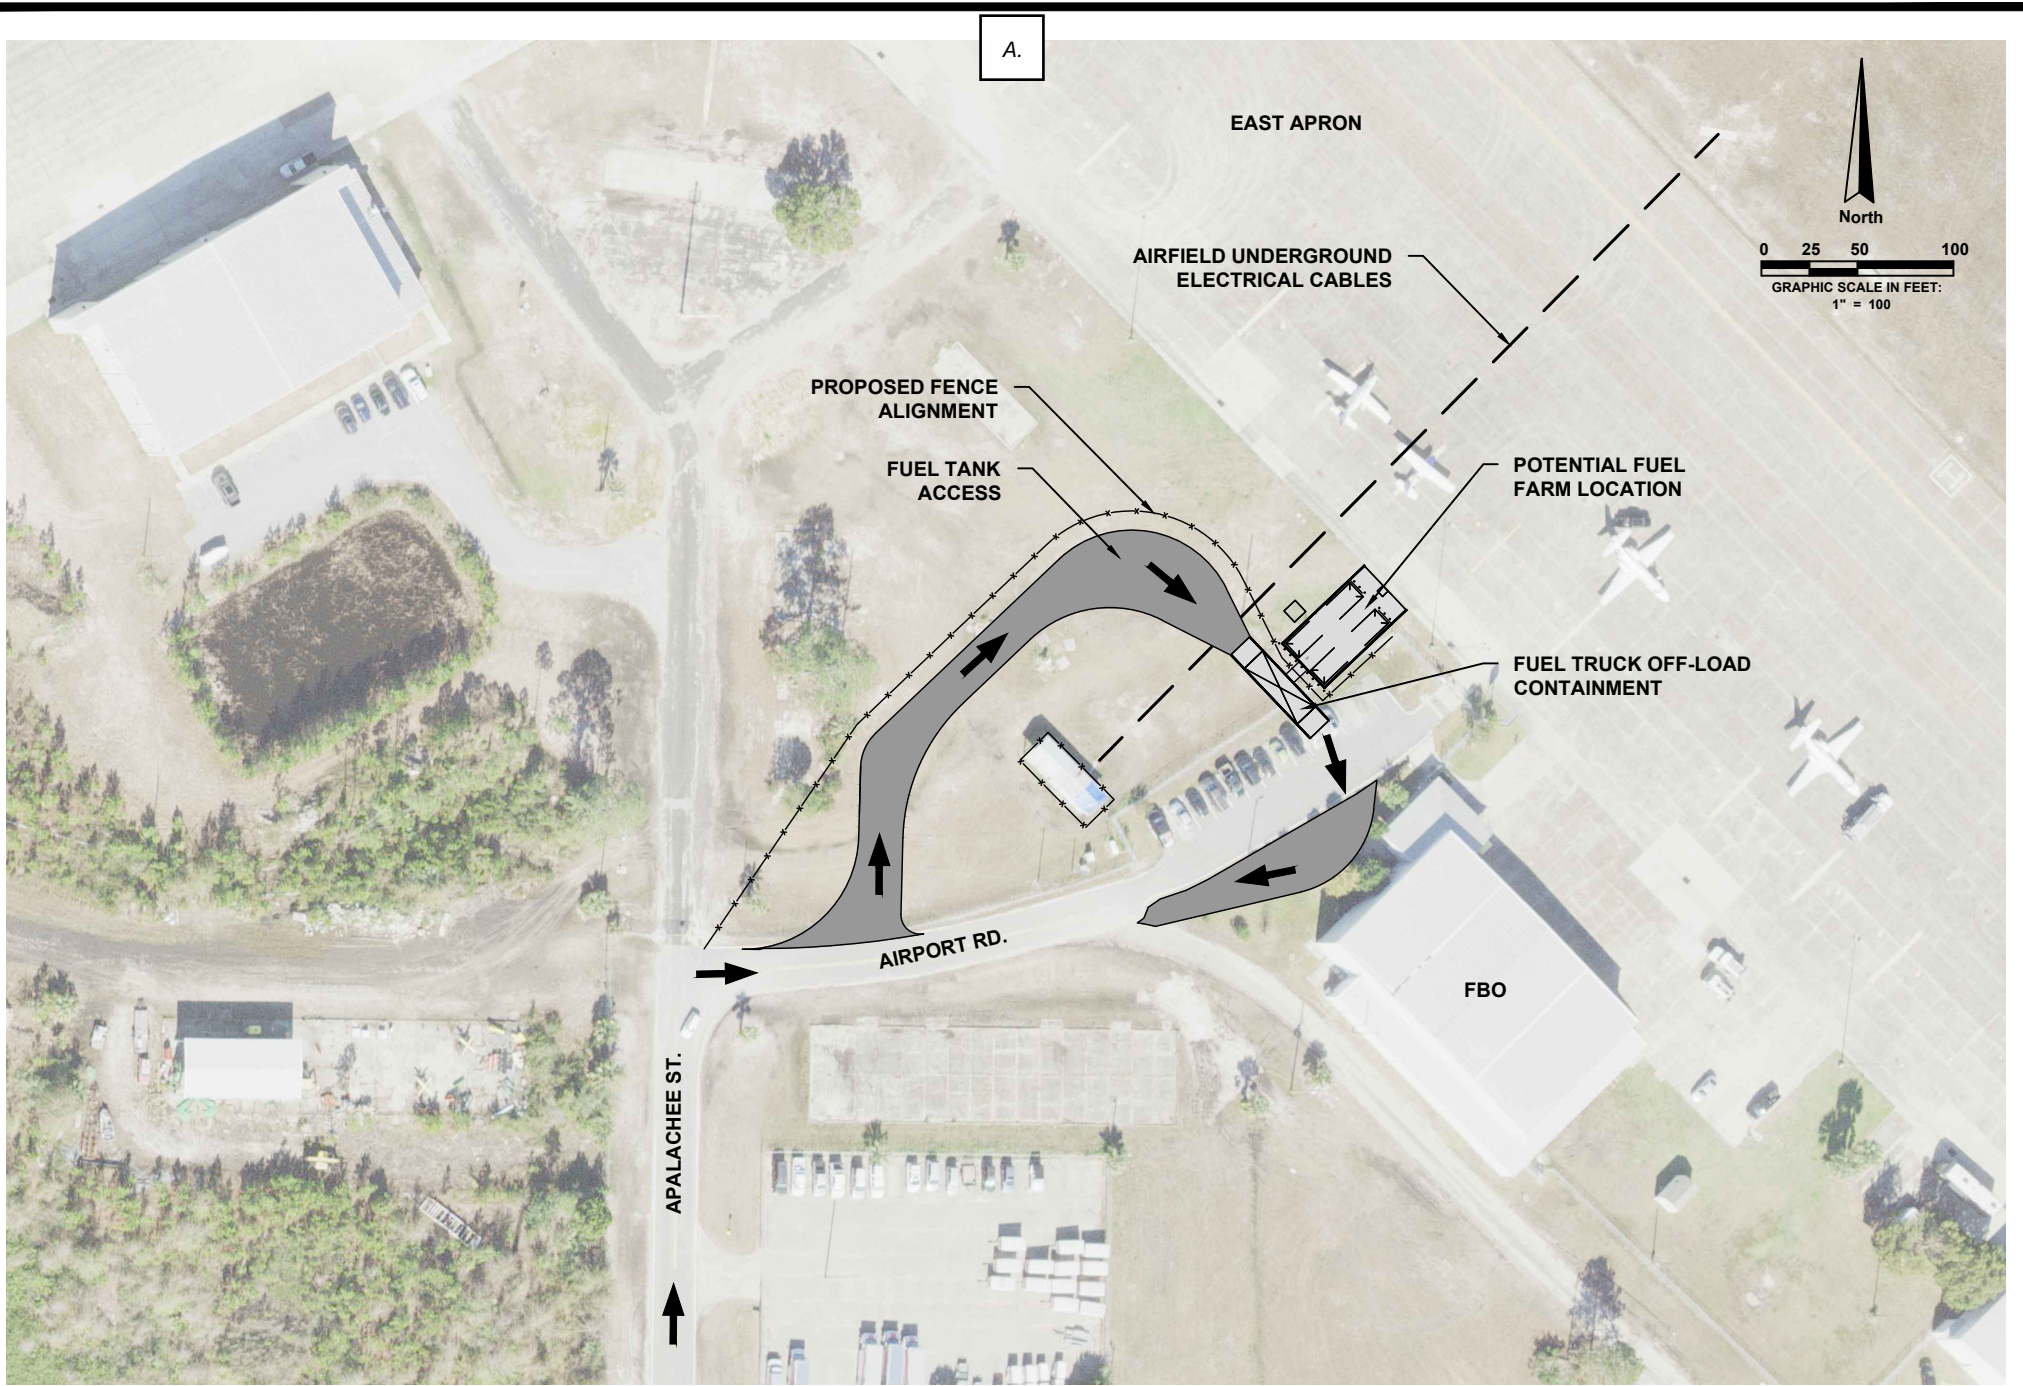 A.
EAST APRON
North
0 25 50 100
GRAPHIC SCALE IN FEET:
1" = 100
AIRFIELD UNDERGROUND
ELECTRICAL CABLES
PROPOSED FENCE
ALIGNMENT
FUEL TANK
ACCESS
POTENTIAL FUEL
FARM LOCATION
FUEL TRUCK OFF-LOAD
CONTAINMENT
AIRPORT RD.
FBO
APALACHEE ST.